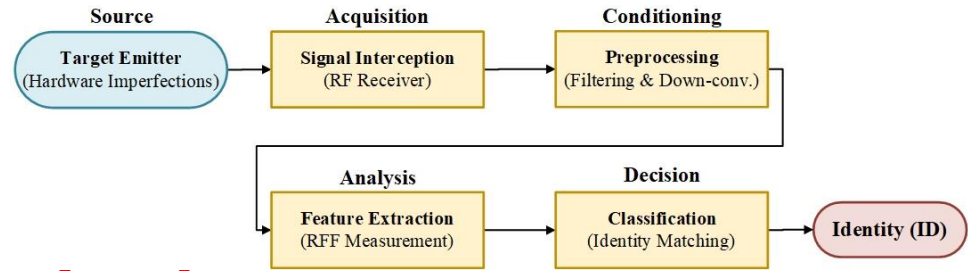 Source
Acquisition
Conditioning
Target Emitter
(Hardware Imperfections)
Signal Interception
(RF Receiver)
Preprocessing
(Filtering & Down-conv.)
Analysis
Decision
Feature Extraction
(RFF Measurement)
Classification
(Identity Matching)
Identity (ID)